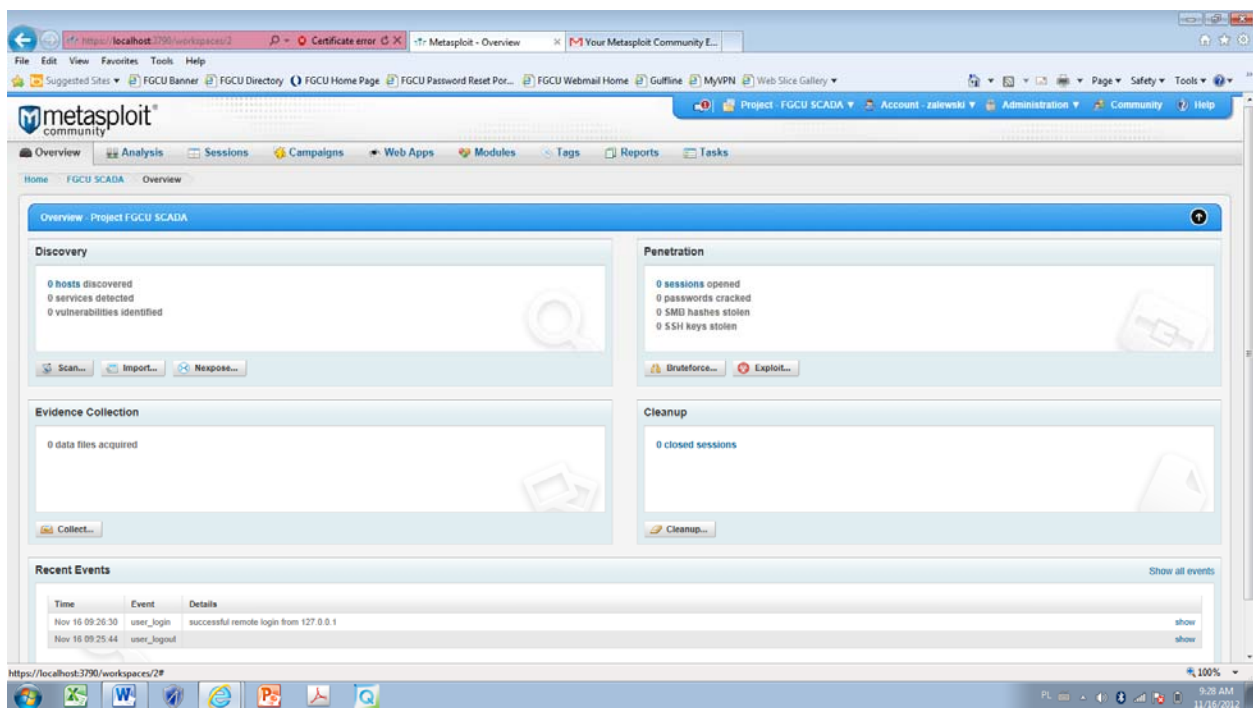 https://localhost:3790/workspaces/2
Certificate error
Metasploit - Overview
Your Metasploit Community E...
File Edit View Favorites Tools Help
Suggested Sites FGCU Banner FGCU Directory FGCU Home Page FGCU Password Reset Por... FGCU Webmail Home Gulfline MyVPN Web Slice Gallery
Page Safety Tools
metasploit
community
Project - FGCU SCADA Account - zalewski Administration Community Help
Overview Analysis Sessions Campaigns Web Apps Modules Tags Reports Tasks
Home FGCU SCADA Overview
Overview - Project FGCU SCADA
Discovery
0 hosts discovered
0 services detected
0 vulnerabilities identified
Scan... Import... Nexpose...
Penetration
0 sessions opened
0 passwords cracked
0 SMB hashes stolen
0 SSH keys stolen
Bruteforce... Exploit...
Evidence Collection
0 data files acquired
Collect...
Cleanup
0 closed sessions
Cleanup...
Recent Events
Show all events
Time Event Details
Nov 16 09:26:30 user_login successful remote login from 127.0.0.1 show
Nov 16 09:25:44 user_logout show
https://localhost:3790/workspaces/2#
100%
PL
9:28 AM
11/16/2012